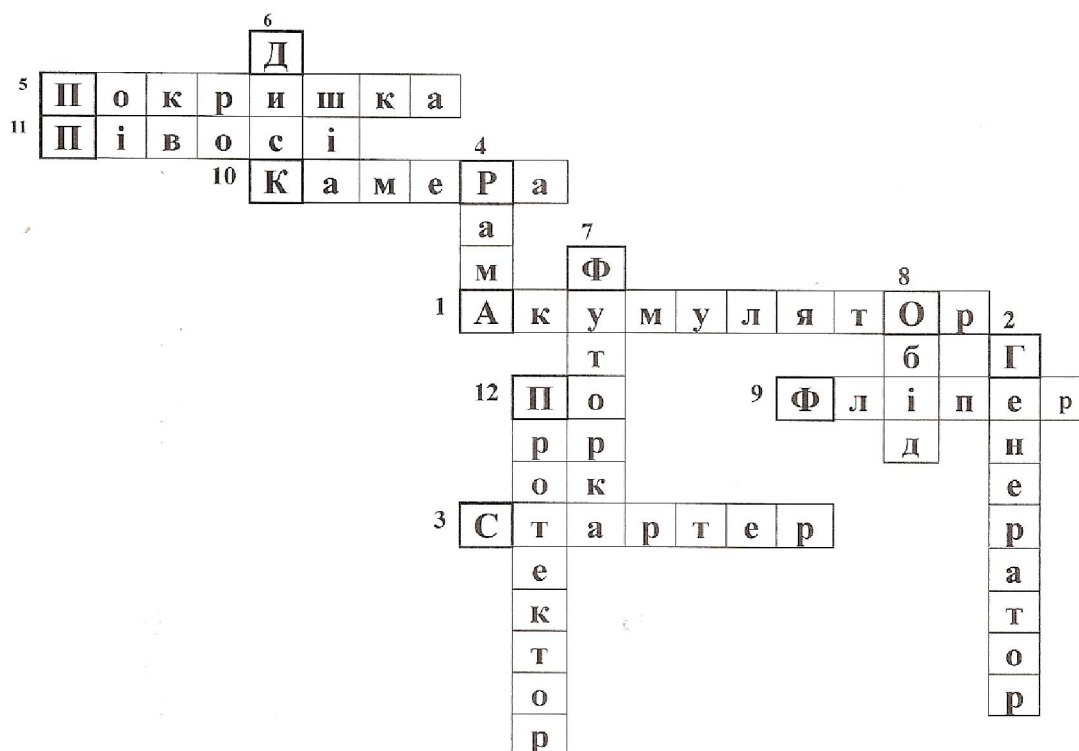 6
Д
5 Покришка
11 Півосі 4
10 Камера
а 7
м Ф 8
1 Акумулятор 2
т б Г
12 П о 9 Фліпер
р р д н
о к е
3 Стартер р
е а
к т
т о
о р
р